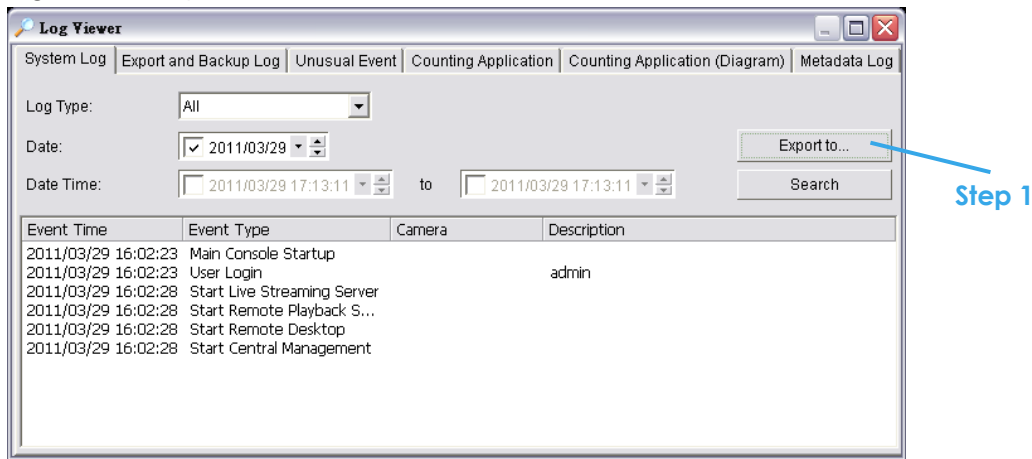 Log Viewer
System Log Export and Backup Log Unusual Event Counting Application Counting Application (Diagram) Metadata Log
Log Type: All
Date: 2011/03/29 Export to...
Date Time: 2011/03/29 17:13:11 to 2011/03/29 17:13:11 Search
Step 1
Event Time Event Type Camera Description
2011/03/29 16:02:23 Main Console Startup
2011/03/29 16:02:23 User Login admin
2011/03/29 16:02:28 Start Live Streaming Server
2011/03/29 16:02:28 Start Remote Playback S...
2011/03/29 16:02:28 Start Remote Desktop
2011/03/29 16:02:28 Start Central Management